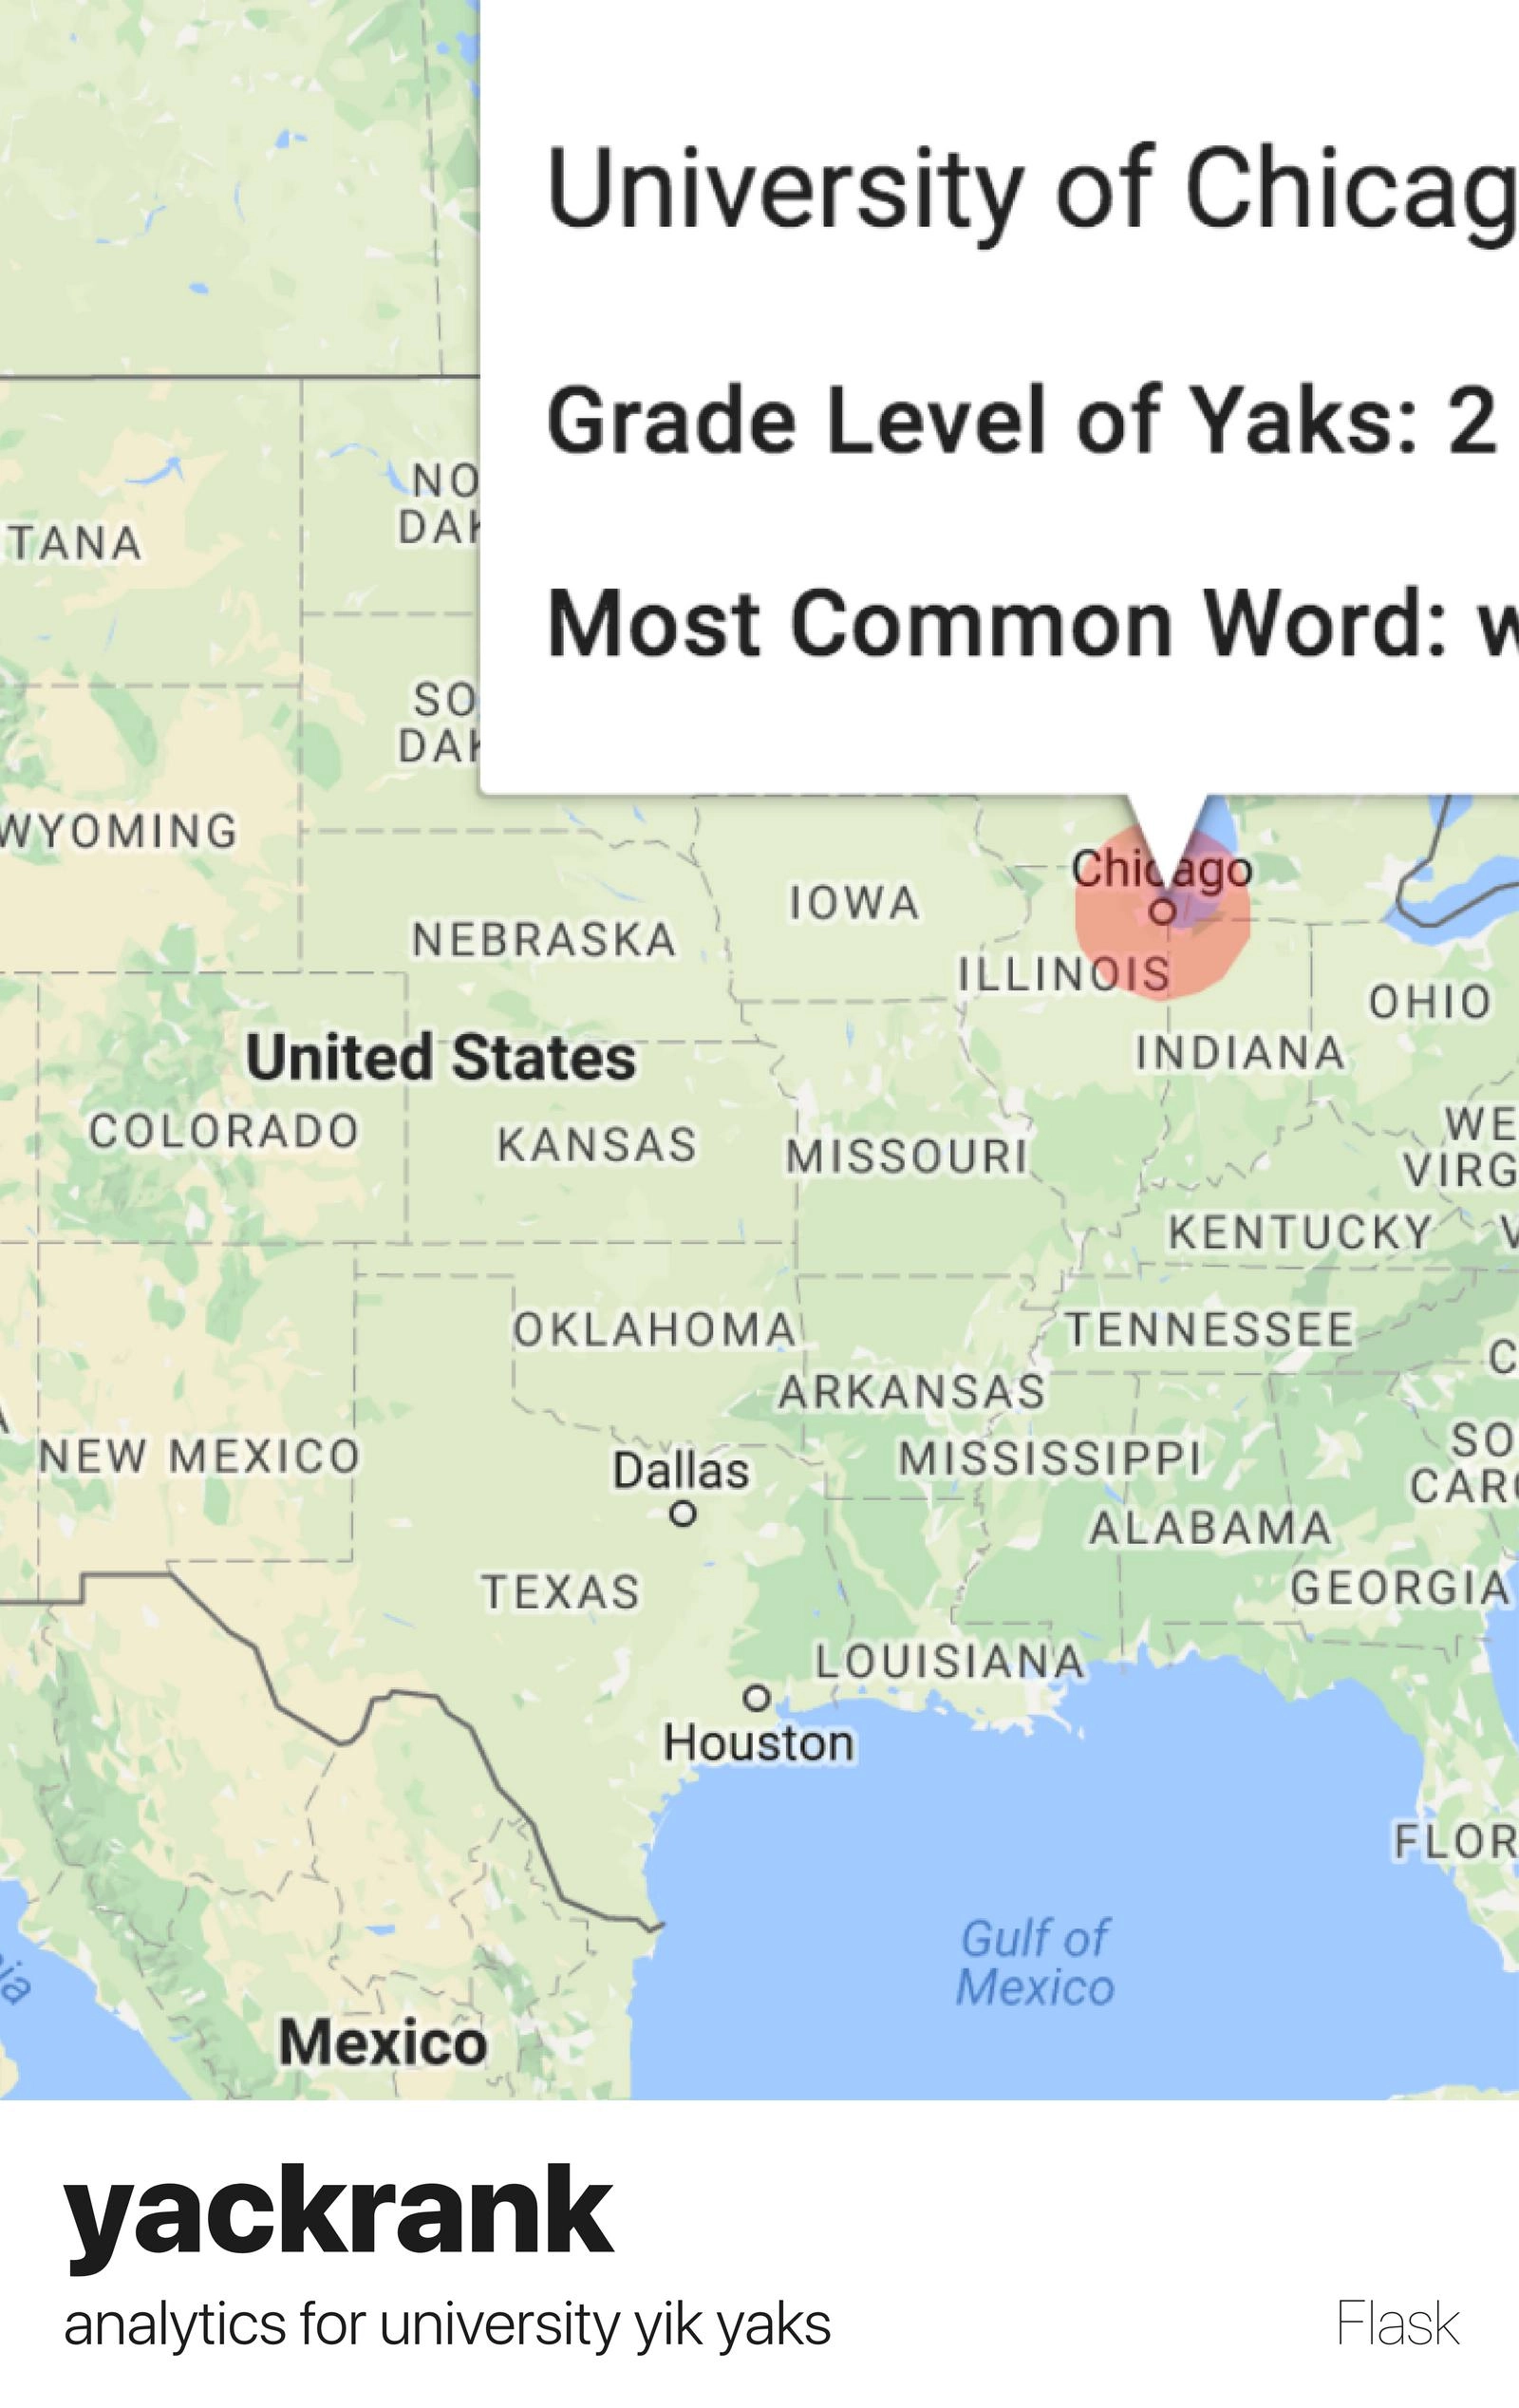 University of Chicag
Grade Level of Yaks: 2
Most Common Word: w
NO
DAK
TANA
SO
DAK
WYOMING
Chicago
IOWA
NEBRASKA
ILLINOIS
OHIO
United States
INDIANA
COLORADO
KANSAS
MISSOURI
WE
VIRG
KENTUCKY
V
OKLAHOMA
TENNESSEE
C
ARKANSAS
NEW MEXICO
Dallas
MISSISSIPPI
SO
CARO
ALABAMA
TEXAS
GEORGIA
LOUISIANA
Houston
FLOR
Gulf of
Mexico
ia
Mexico
yackrank
analytics for university yik yaks
Flask